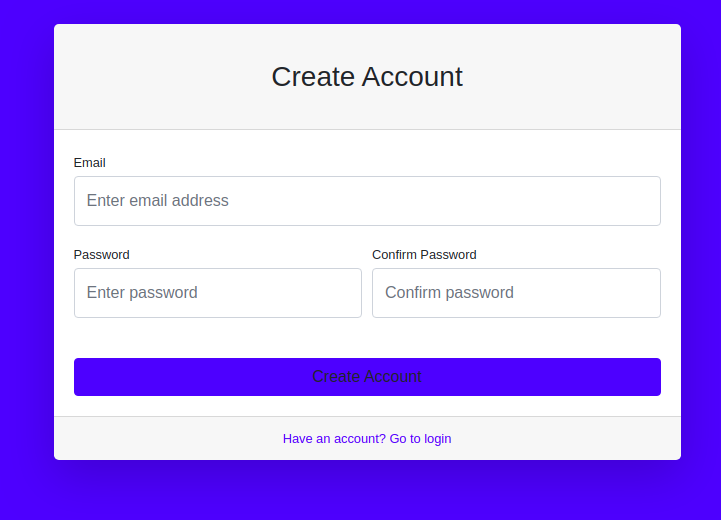 Create Account
Email
Enter email address
Password Confirm Password
Enter password Confirm password
Create Account
Have an account? Go to login